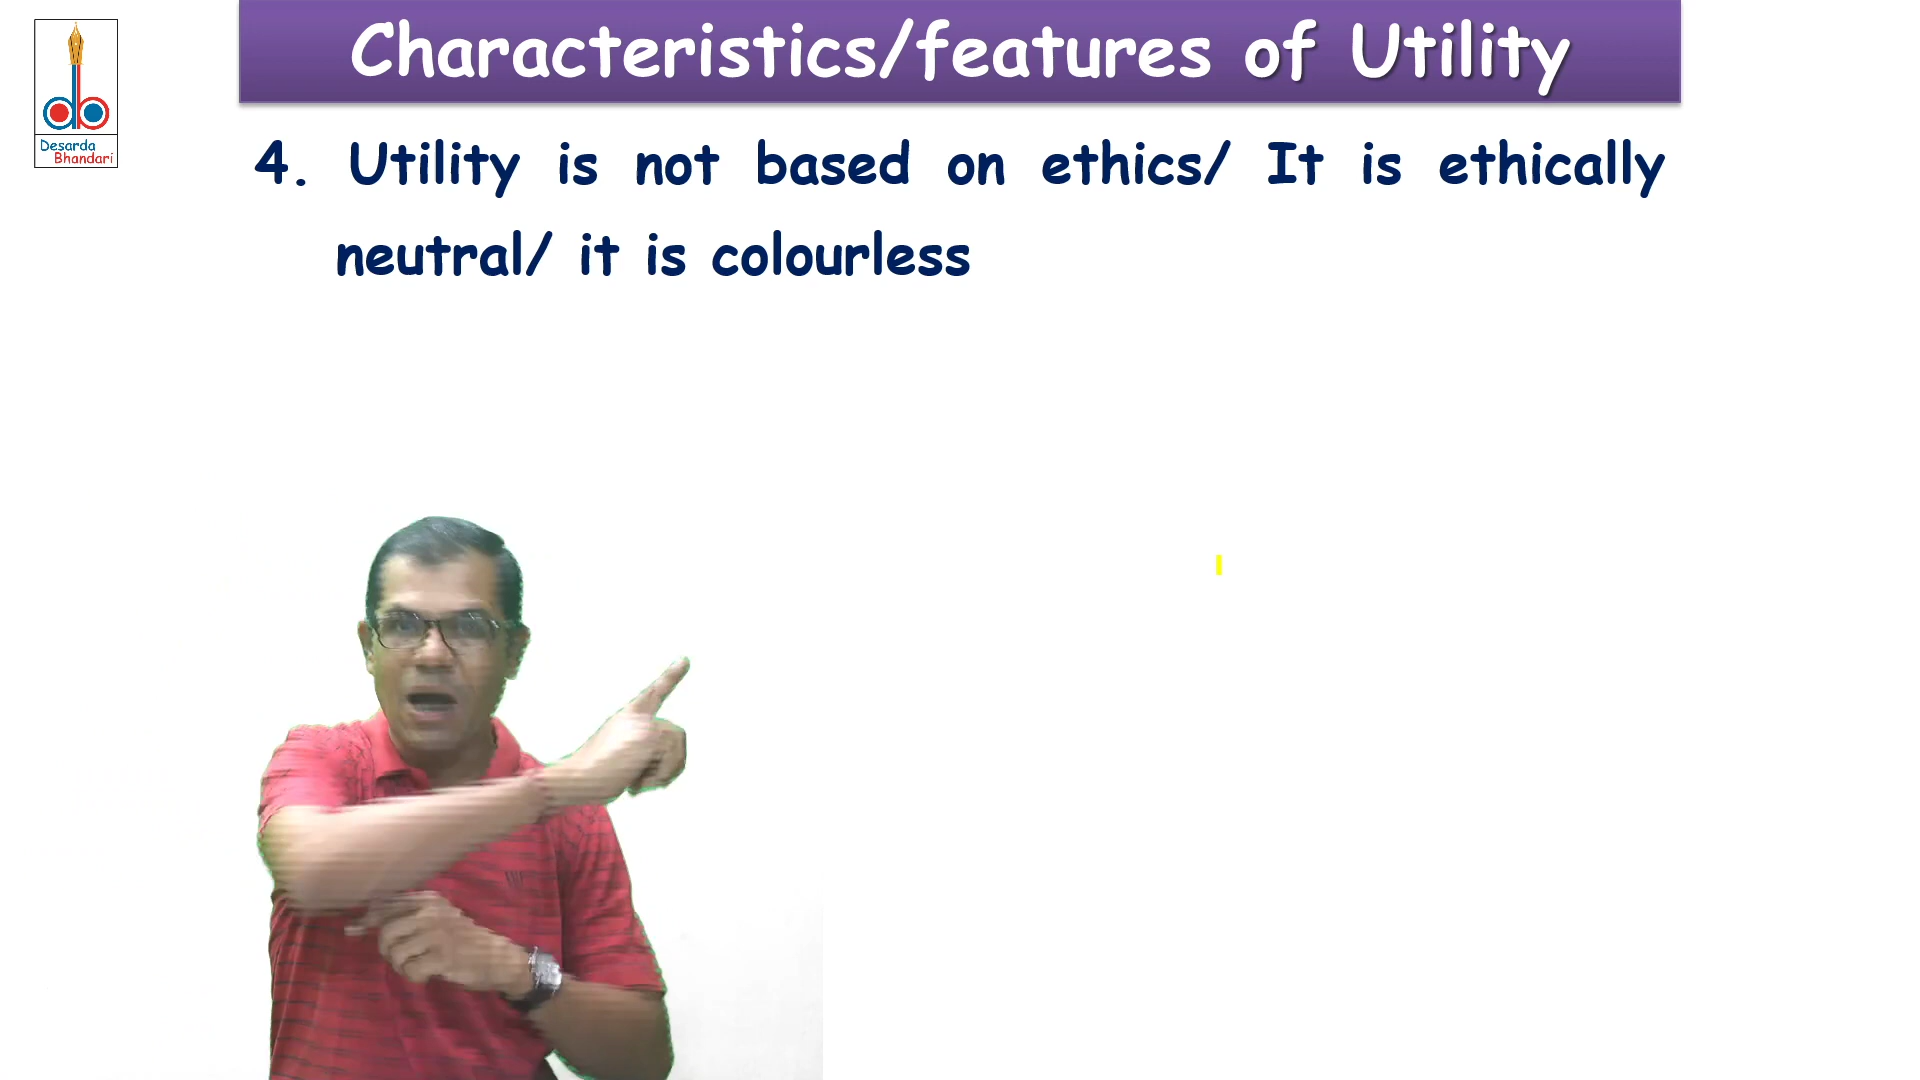 Characteristics/features of Utility
Desarda
Bhandari
4. Utility is not based on ethics/ It is ethically
neutral/ it is colourless